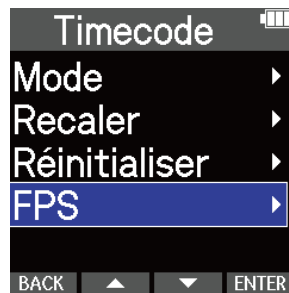 Timecode
Mode
Recaler
Réinitialiser
FPS
BACK ENTER